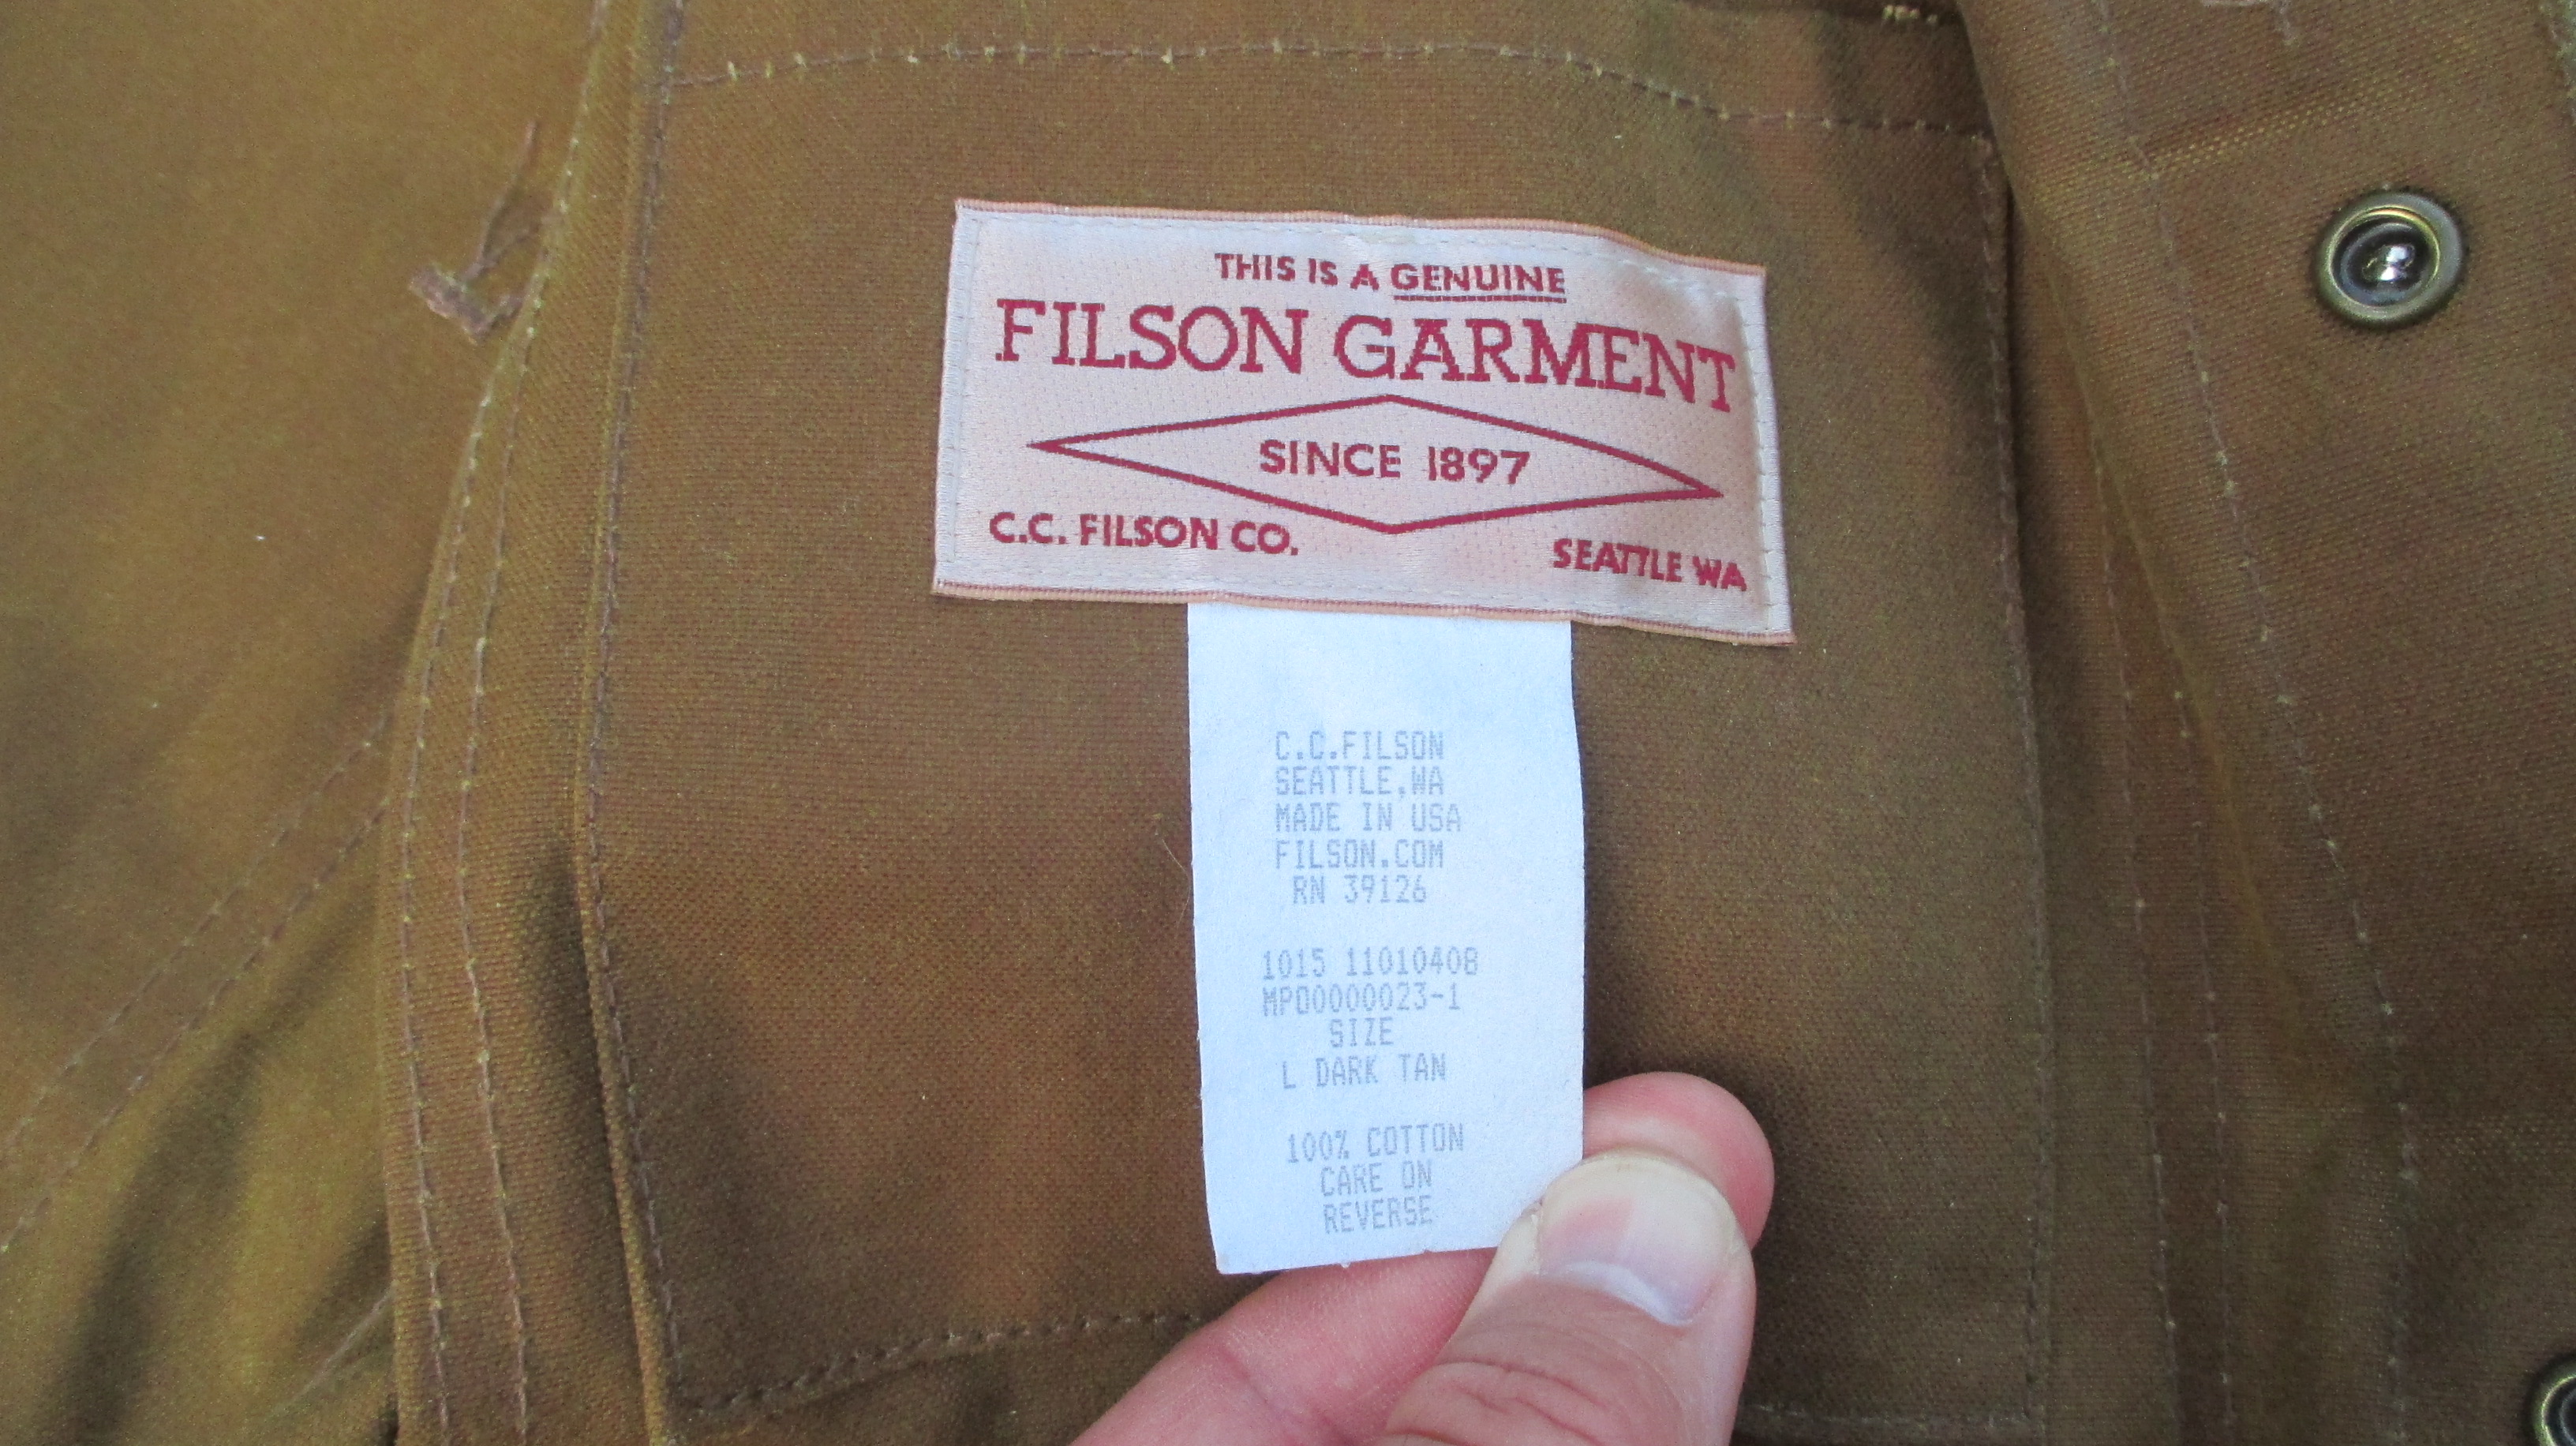 THIS IS A GENUINE
FILSON GARMENT
SINCE 1897
C.C. FILSON CO.
SEATTLE WA
C.C.FILSON
SEATTLE,WA
MADE IN USA
FILSON.COM
RN 39126
1015 11010408
MP00000023-1
SIZE
L DARK TAN
100% COTTON
CARE ON
REVERSE